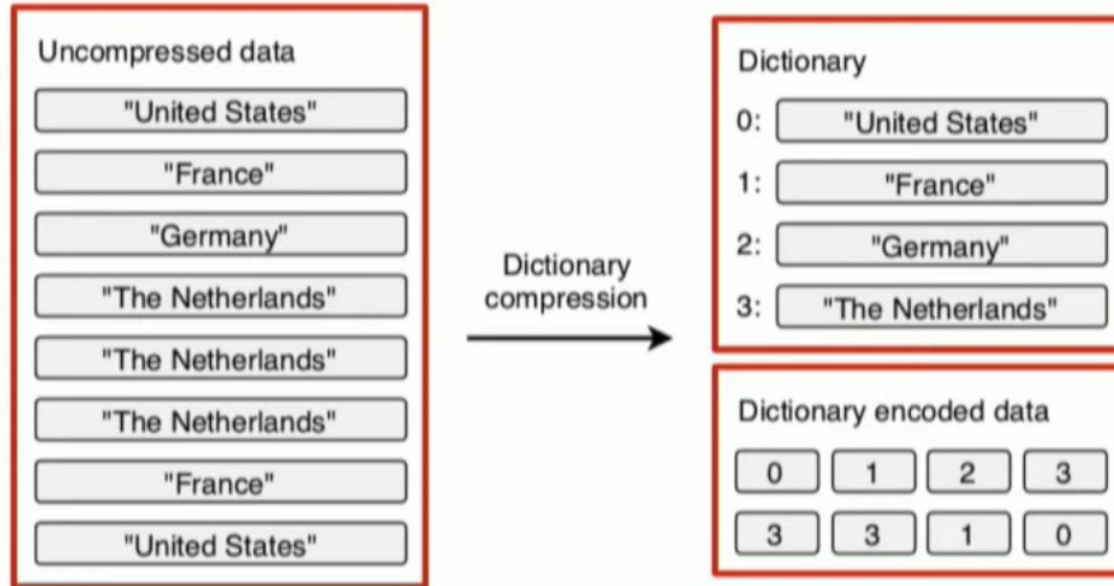 Uncompressed data
"United States"
"France"
"Germany"
"The Netherlands"
"The Netherlands"
"The Netherlands"
"France"
"United States"
Dictionary
compression
Dictionary
0: "United States"
1: "France"
2: "Germany"
3: "The Netherlands"
Dictionary encoded data
0 1 2 3
3 3 1 0